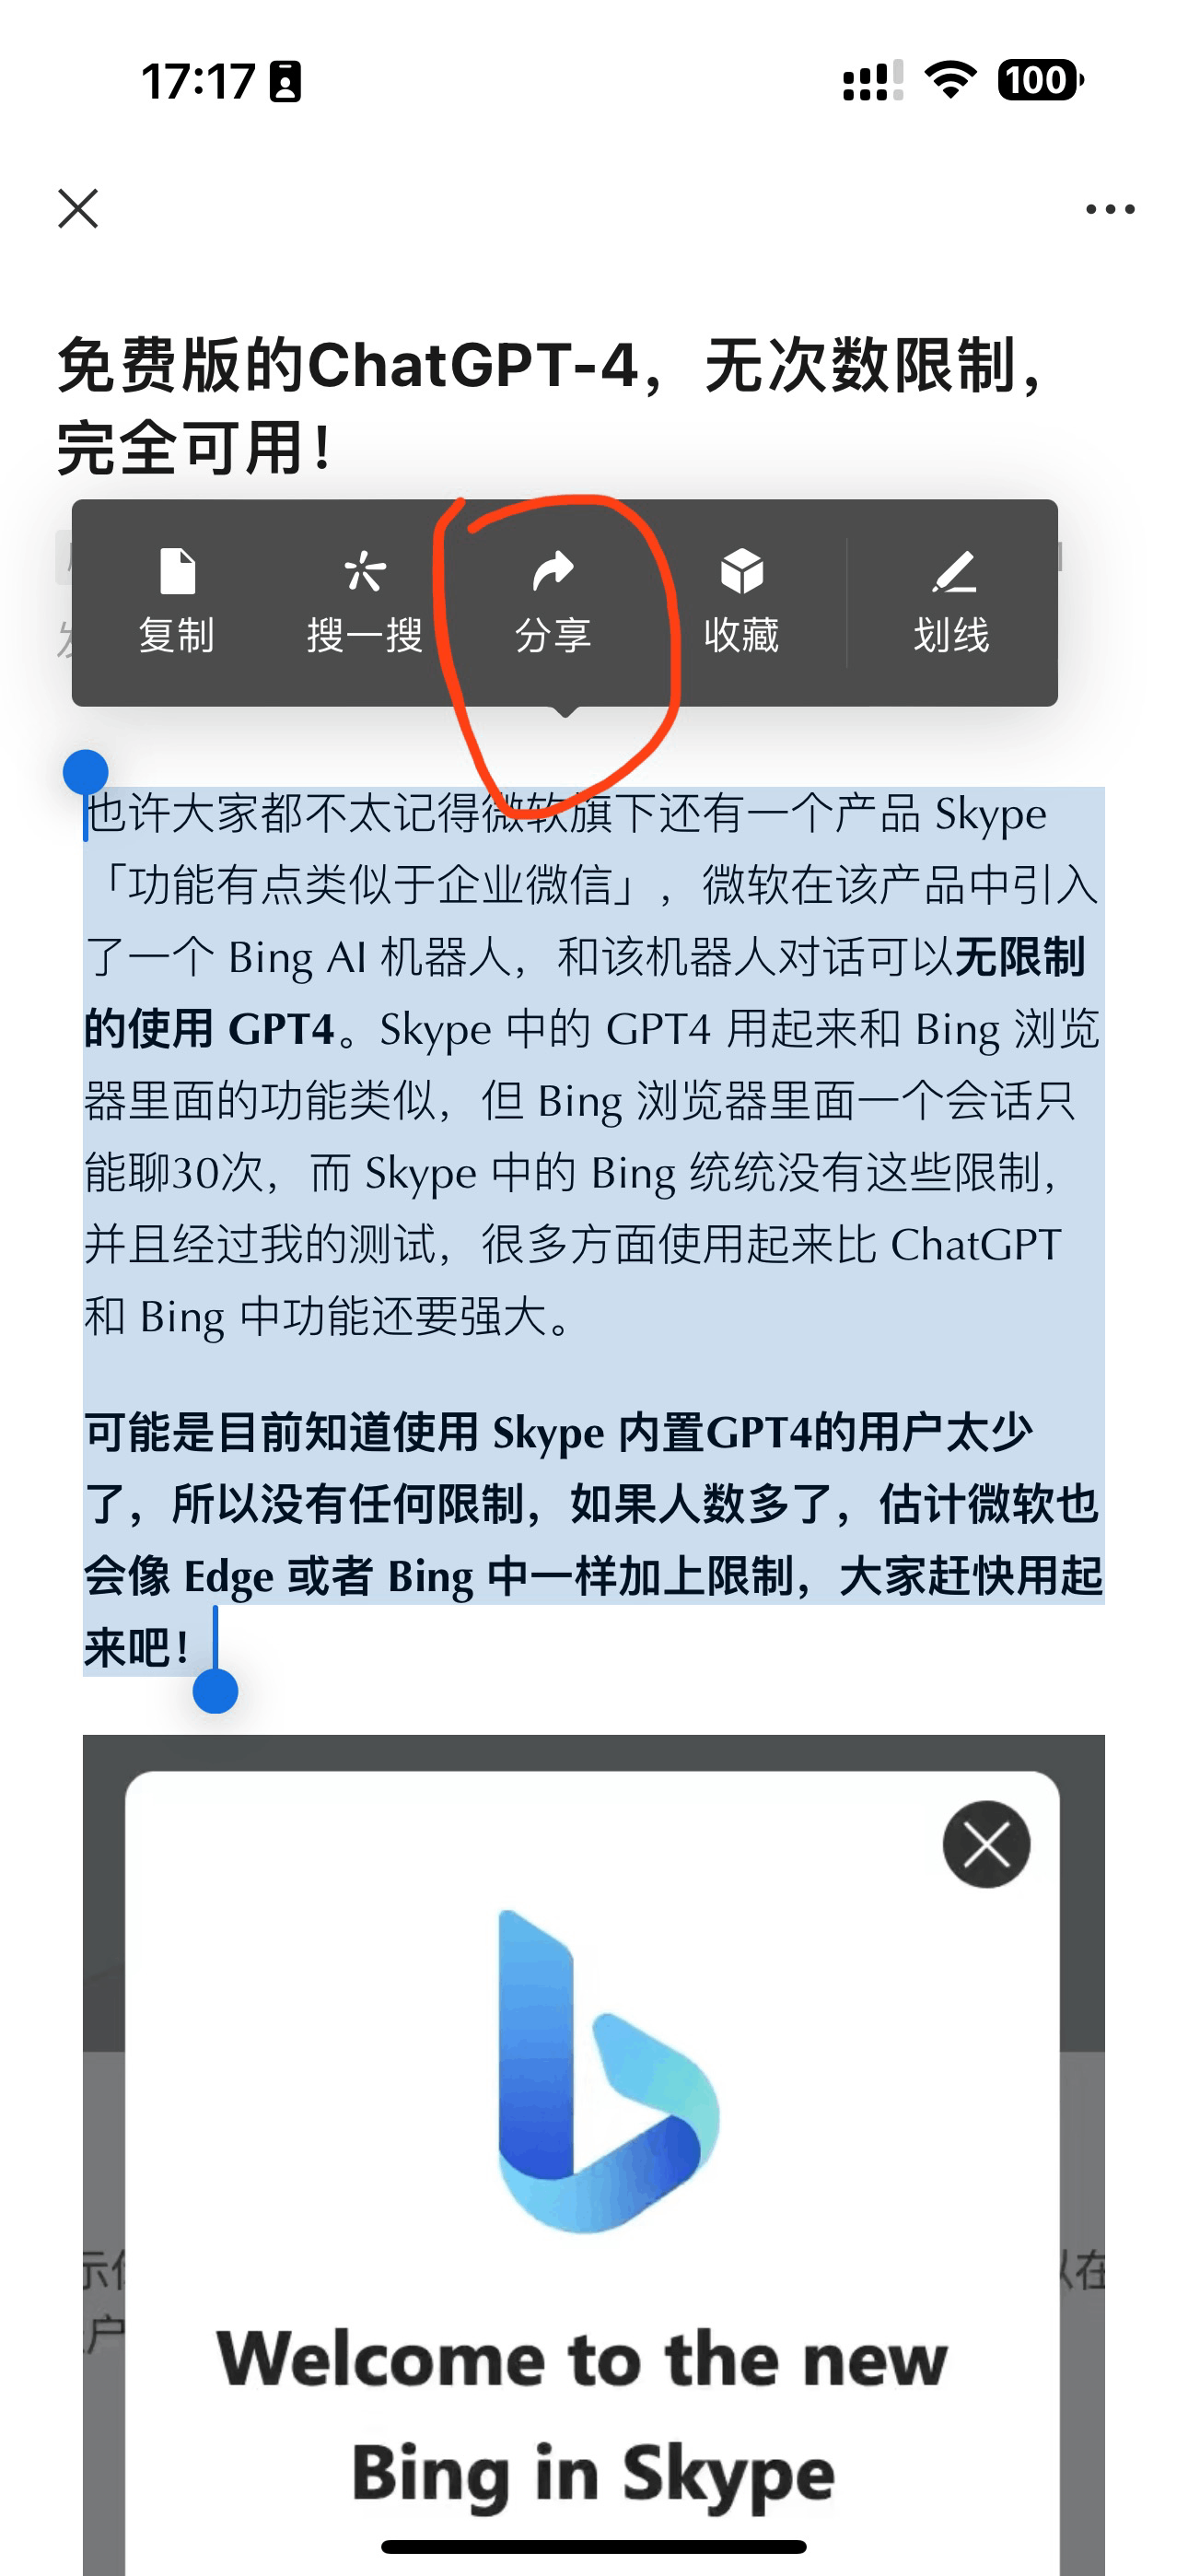 17:17
100
免费版的ChatGPT-4，无次数限制，
完全可用！
复制 搜一搜 分享 收藏 划线
也许大家都不太记得微软旗下还有一个产品 Skype
「功能有点类似于企业微信」，微软在该产品中引入
了一个 Bing AI 机器人，和该机器人对话可以无限制
的使用 GPT4。Skype 中的 GPT4 用起来和 Bing 浏览
器里面的功能类似，但 Bing 浏览器里面一个会话只
能聊30次，而 Skype 中的 Bing 统统没有这些限制，
并且经过我的测试，很多方面使用起来比 ChatGPT
和 Bing 中功能还要强大。
可能是目前知道使用 Skype 内置GPT4的用户太少
了，所以没有任何限制，如果人数多了，估计微软也
会像 Edge 或者 Bing 中一样加上限制，大家赶快用起
来吧！
Welcome to the new
Bing in Skype